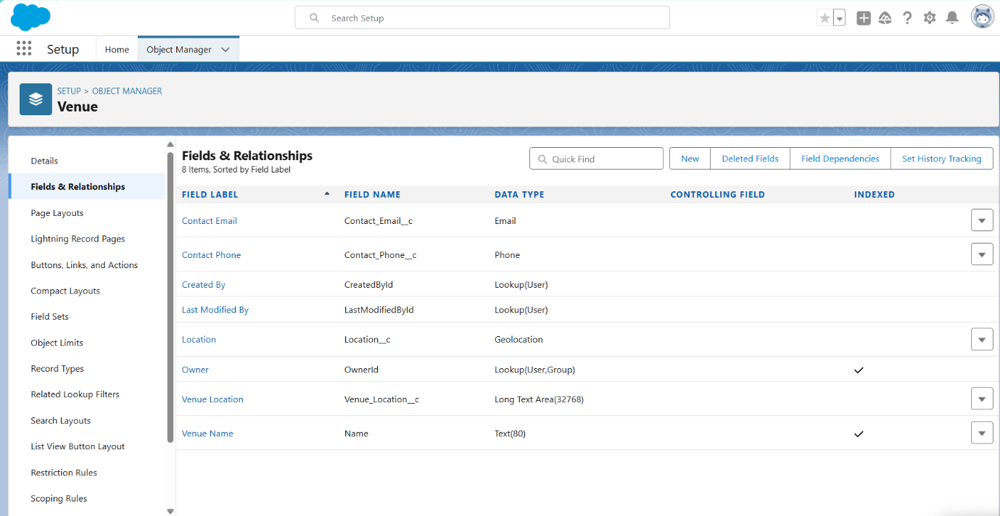 Search Setup
Setup
Home
Object Manager
SETUP > OBJECT MANAGER
Venue
Details
Fields & Relationships
Page Layouts
Lightning Record Pages
Buttons, Links, and Actions
Compact Layouts
Field Sets
Object Limits
Record Types
Related Lookup Filters
Search Layouts
List View Button Layout
Restriction Rules
Scoping Rules
Fields & Relationships
8 Items, Sorted by Field Label
Quick Find
New
Deleted Fields
Field Dependencies
Set History Tracking
FIELD LABEL FIELD NAME DATA TYPE CONTROLLING FIELD INDEXED
Contact Email Contact_Email__c Email
Contact Phone Contact_Phone__c Phone
Created By CreatedById Lookup(User)
Last Modified By LastModifiedById Lookup(User)
Location Location__c Geolocation
Owner OwnerId Lookup(User,Group)
Venue Location Venue_Location__c Long Text Area(32768)
Venue Name Name Text(80)